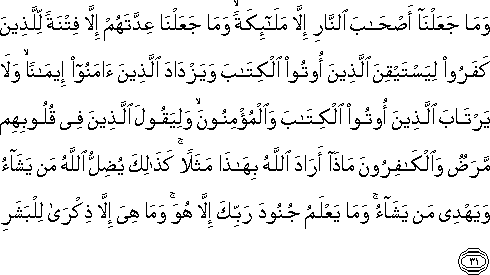 وَمَا جَعَلْنَآ أَصْحَٰبَ ٱلنَّارِ إِلَّا مَلَٰٓئِكَةً ۙ وَمَا جَعَلْنَا عِدَّتَهُمْ إِلَّا فِتْنَةً لِّلَّذِينَ
كَفَرُوا۟ لِيَسْتَيْقِنَ ٱلَّذِينَ أُوتُوا۟ ٱلْكِتَٰبَ وَيَزْدَادَ ٱلَّذِينَ ءَامَنُوٓا۟ إِيمَٰنًا ۙ وَلَا
يَرْتَابَ ٱلَّذِينَ أُوتُوا۟ ٱلْكِتَٰبَ وَٱلْمُؤْمِنُونَ ۙ وَلِيَقُولَ ٱلَّذِينَ فِى قُلُوبِهِم
مَّرَضٌ وَٱلْكَٰفِرُونَ مَاذَآ أَرَادَ ٱللَّهُ بِهَٰذَا مَثَلًا ۚ كَذَٰلِكَ يُضِلُّ ٱللَّهُ مَن يَشَآءُ
وَيَهْدِى مَن يَشَآءُ ۚ وَمَا يَعْلَمُ جُنُودَ رَبِّكَ إِلَّا هُوَ ۚ وَمَا هِىَ إِلَّا ذِكْرَىٰ لِلْبَشَرِ
٣١